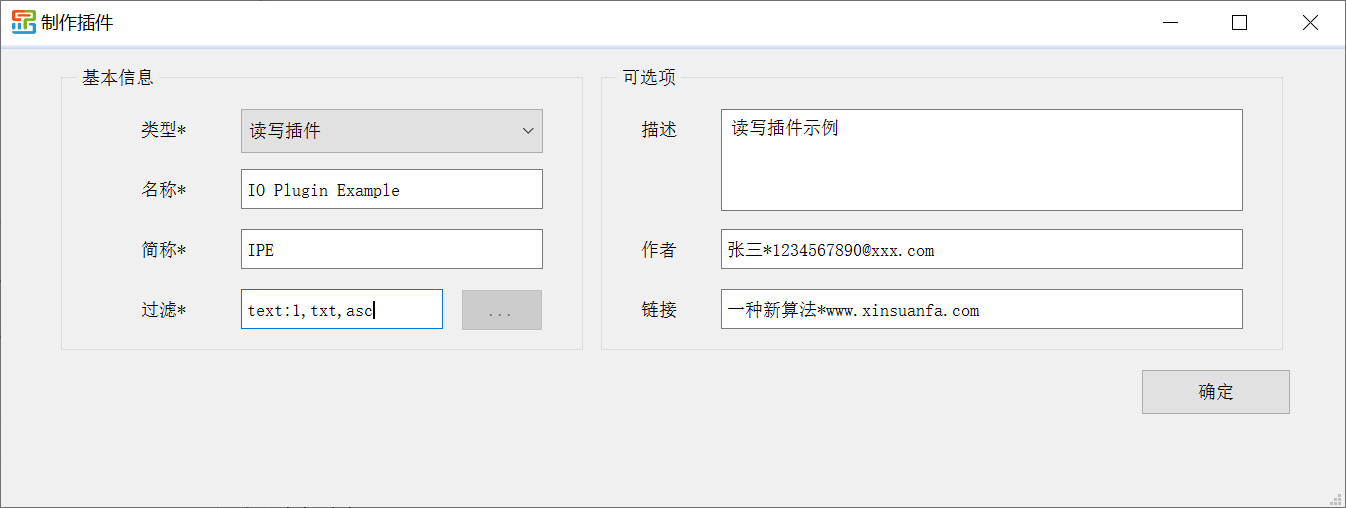 制作插件
基本信息
类型* 读写插件
名称* IO Plugin Example
简称* IPE
过滤* text:1,txt,asc ...
可选项
描述 读写插件示例
作者 张三*1234567890@xxx.com
链接 一种新算法*www.xinsuanfa.com
确定